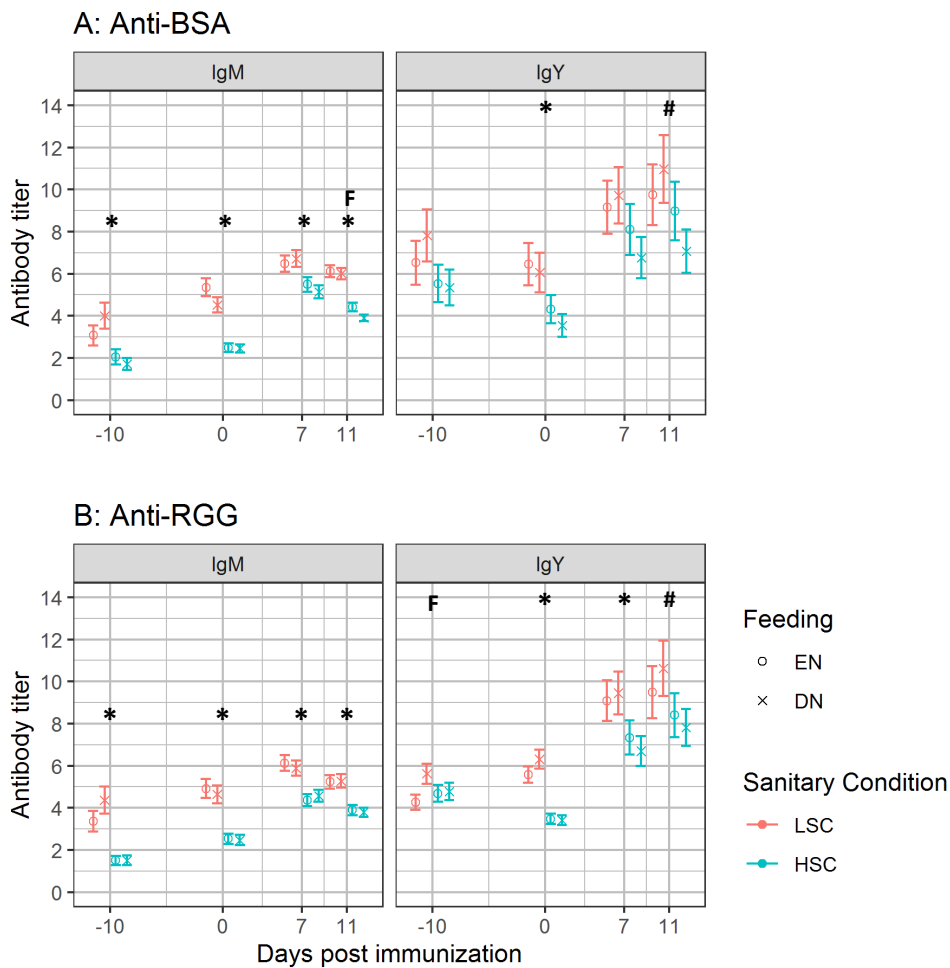 A: Anti-BSA
IgM
IgY
Antibody titer
14
12
10
8
6
4
2
0
F
* * * *
* #
-10 0 7 11
-10 0 7 11
B: Anti-RGG
IgM
IgY
Antibody titer
14
12
10
8
6
4
2
0
* * * *
F * * #
-10 0 7 11
-10 0 7 11
Days post immunization
Feeding
EN
DN
Sanitary Condition
LSC
HSC